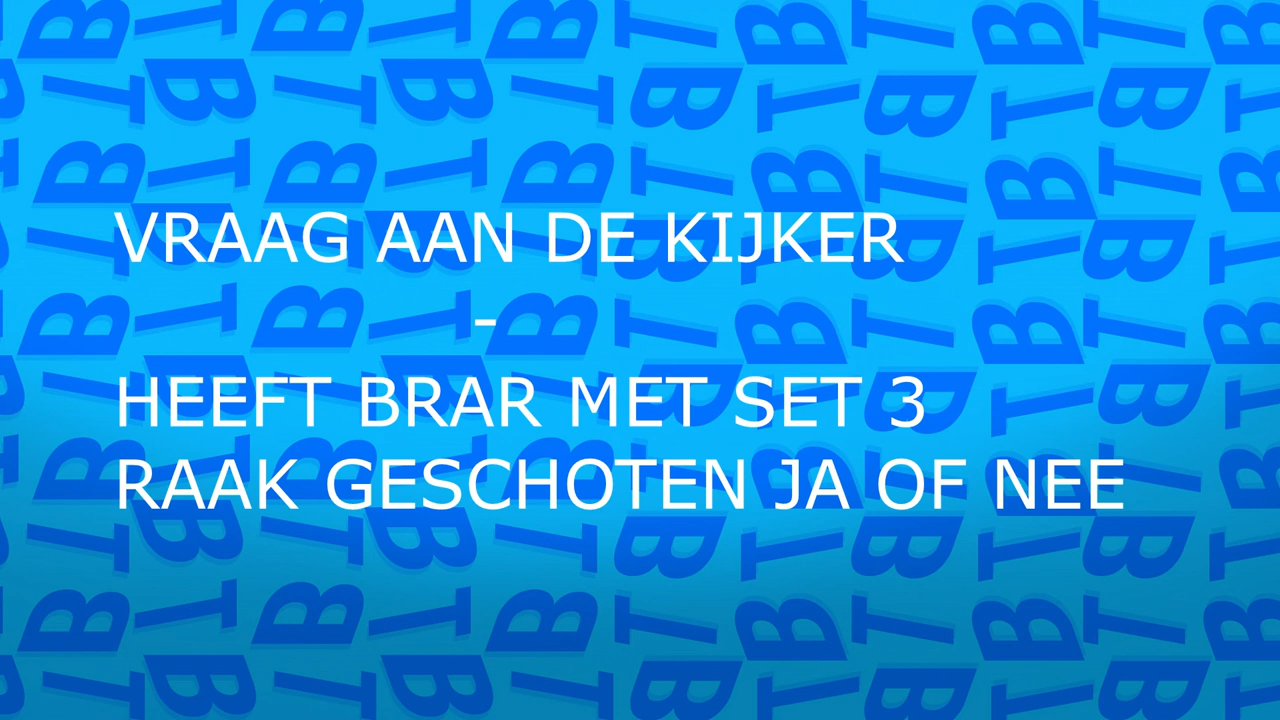 VRAAG AAN DE KIJKER
-
HEEFT BRAR MET SET 3
RAAK GESCHOTEN JA OF NEE